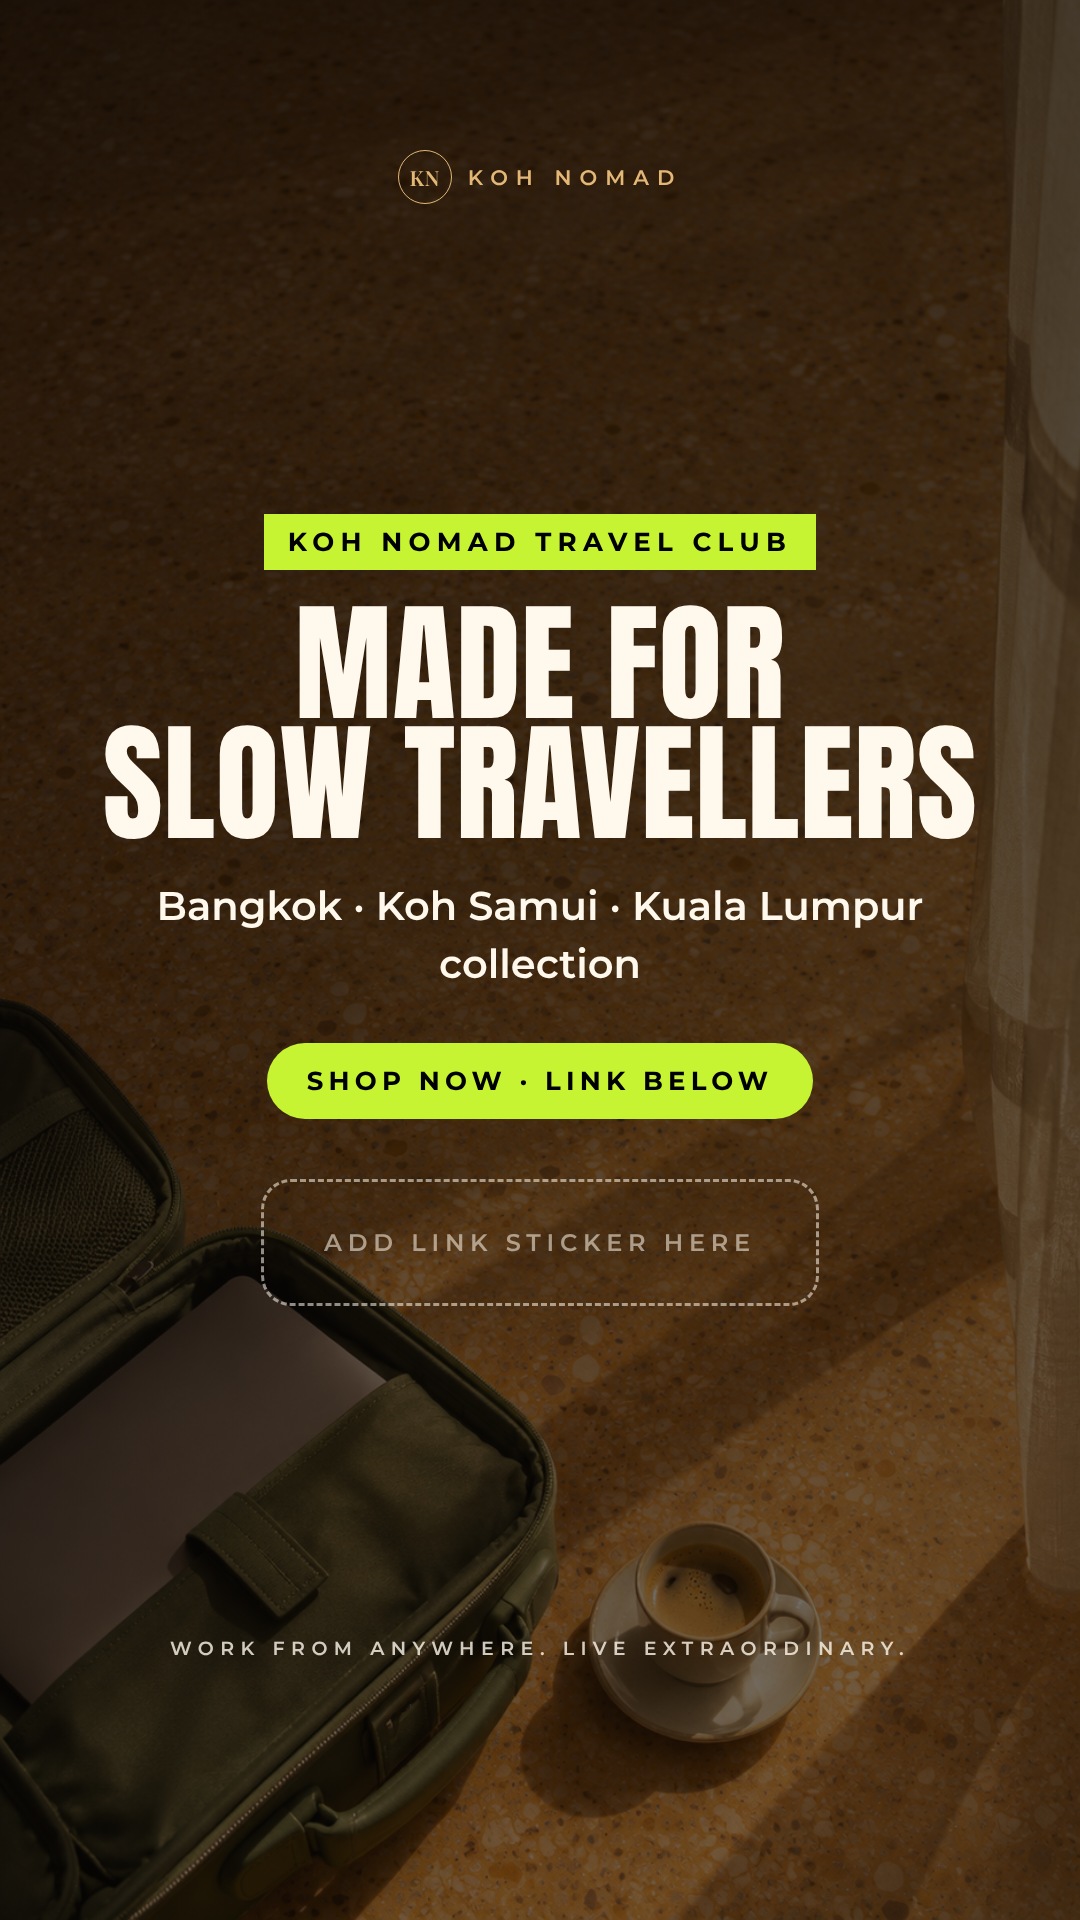 KN KOH NOMAD
KOH NOMAD TRAVEL CLUB
MADE FOR
SLOW TRAVELLERS
Bangkok · Koh Samui · Kuala Lumpur
collection
SHOP NOW · LINK BELOW
ADD LINK STICKER HERE
WORK FROM ANYWHERE. LIVE EXTRAORDINARY.